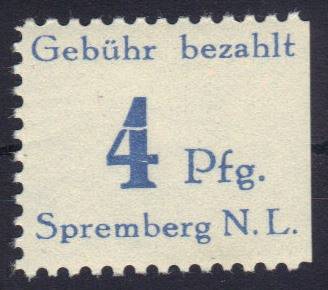 Gebühr bezahlt
4 Pfg.
Spremberg N. L.